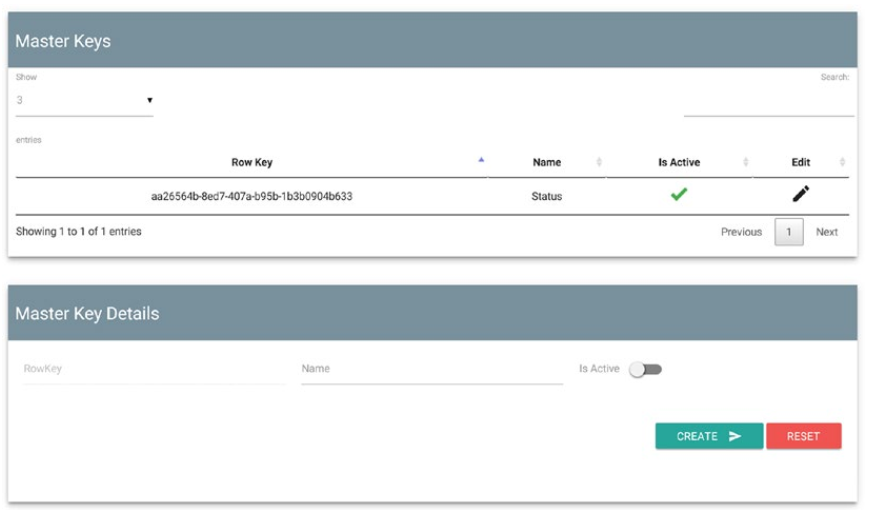 Master Keys
Show
Search:
3
entries
Row Key Name Is Active Edit
aa26564b-8ed7-407a-b95b-1b3b0904b633 Status
Showing 1 to 1 of 1 entries
Previous 1 Next
Master Key Details
RowKey Name Is Active
CREATE RESET